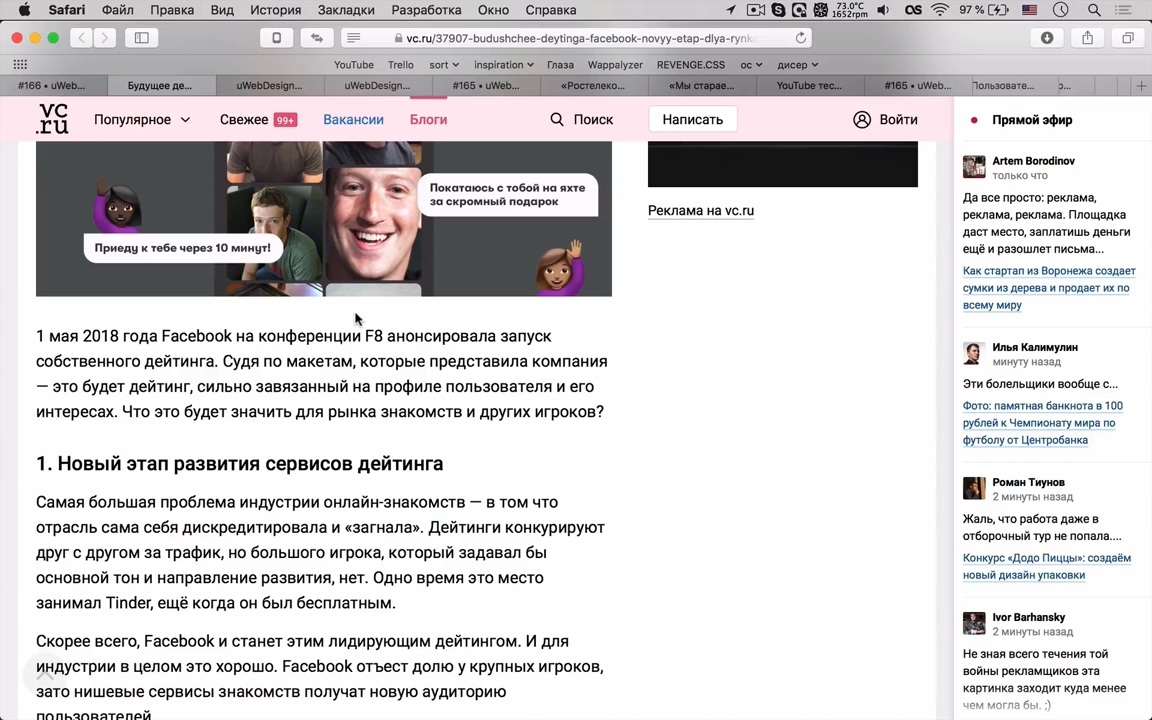 Safari Файл Правка Вид История Закладки Разработка Окно Справка
73.0°C
1652rpm
97 %
vc.ru/37907-budushchee-deytinga-facebook-novyy-etap-dlya-rynk
YouTube Trello sort inspiration Глаза Wappalyzer REVENGE.CSS ос дисер
#166 • uWeb... Будущее де... uWebDesign... uWebDesign... #165 • uWeb... «Ростелеко... «Мы старае... YouTube тес... #165 • uWeb... Пользовате...
vc.ru
Популярное Свежее 99+ Вакансии Блоги Поиск Написать Войти
Приеду к тебе через 10 минут!
Покатаюсь с тобой на яхте
за скромный подарок
Реклама на vc.ru
1 мая 2018 года Facebook на конференции F8 анонсировала запуск
собственного дейтинга. Судя по макетам, которые представила компания
— это будет дейтинг, сильно завязанный на профиле пользователя и его
интересах. Что это будет значить для рынка знакомств и других игроков?
1. Новый этап развития сервисов дейтинга
Самая большая проблема индустрии онлайн-знакомств — в том что
отрасль сама себя дискредитировала и «загнала». Дейтинги конкурируют
друг с другом за трафик, но большого игрока, который задавал бы
основной тон и направление развития, нет. Одно время это место
занимал Tinder, ещё когда он был бесплатным.
Скорее всего, Facebook и станет этим лидирующим дейтингом. И для
индустрии в целом это хорошо. Facebook отъест долю у крупных игроков,
зато нишевые сервисы знакомств получат новую аудиторию
пользователей.
Прямой эфир
Artem Borodinov
только что
Да все просто: реклама,
реклама, реклама. Площадка
даст место, заплатишь деньги
ещё и разошлет письма...
Как стартап из Воронежа создает
сумки из дерева и продает их по
всему миру
Илья Калимулин
минуту назад
Эти болельщики вообще с...
Фото: памятная банкнота в 100
рублей к Чемпионату мира по
футболу от Центробанка
Роман Тиунов
2 минуты назад
Жаль, что работа даже в
отборочный тур не попала....
Конкурс «Додо Пиццы»: создаём
новый дизайн упаковки
Ivor Barhansky
2 минуты назад
Не зная всего течения той
войны рекламщиков эта
картинка заходит куда менее
чем могла бы. ;)